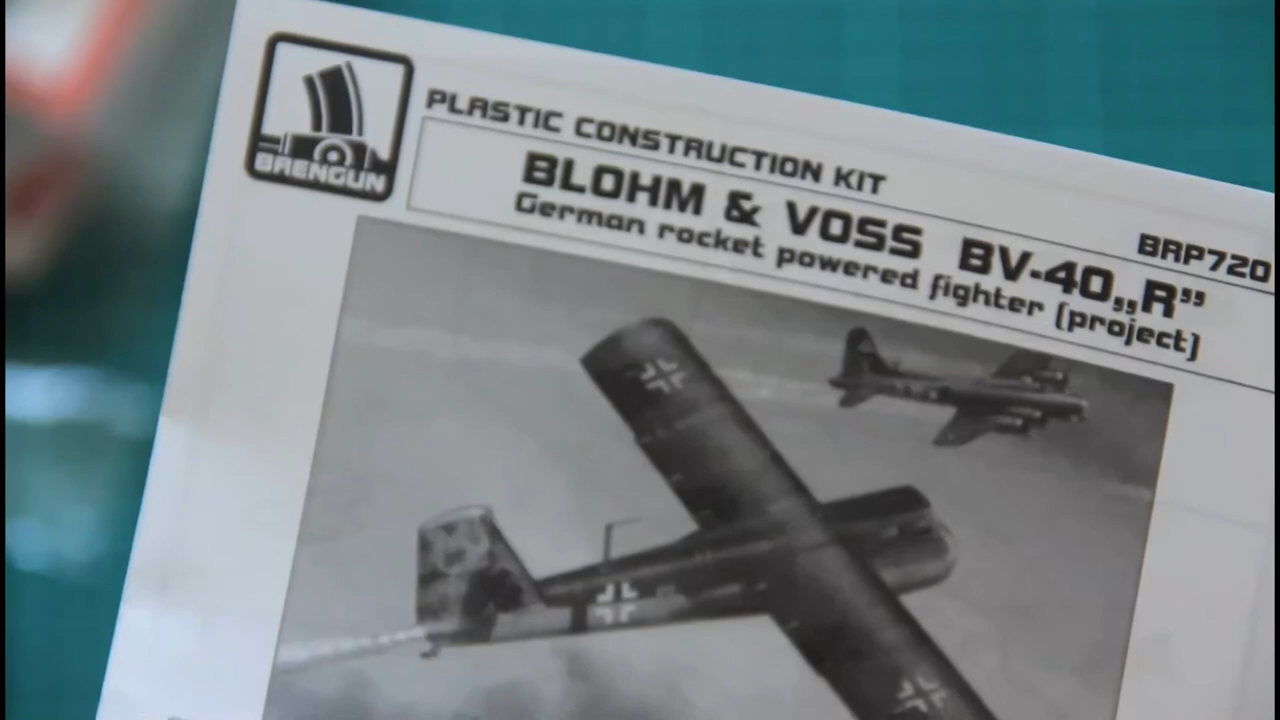 BRENGUN
PLASTIC CONSTRUCTION KIT
BLOHM & VOSS BV-40„R”
BRP720
German rocket powered fighter (project)